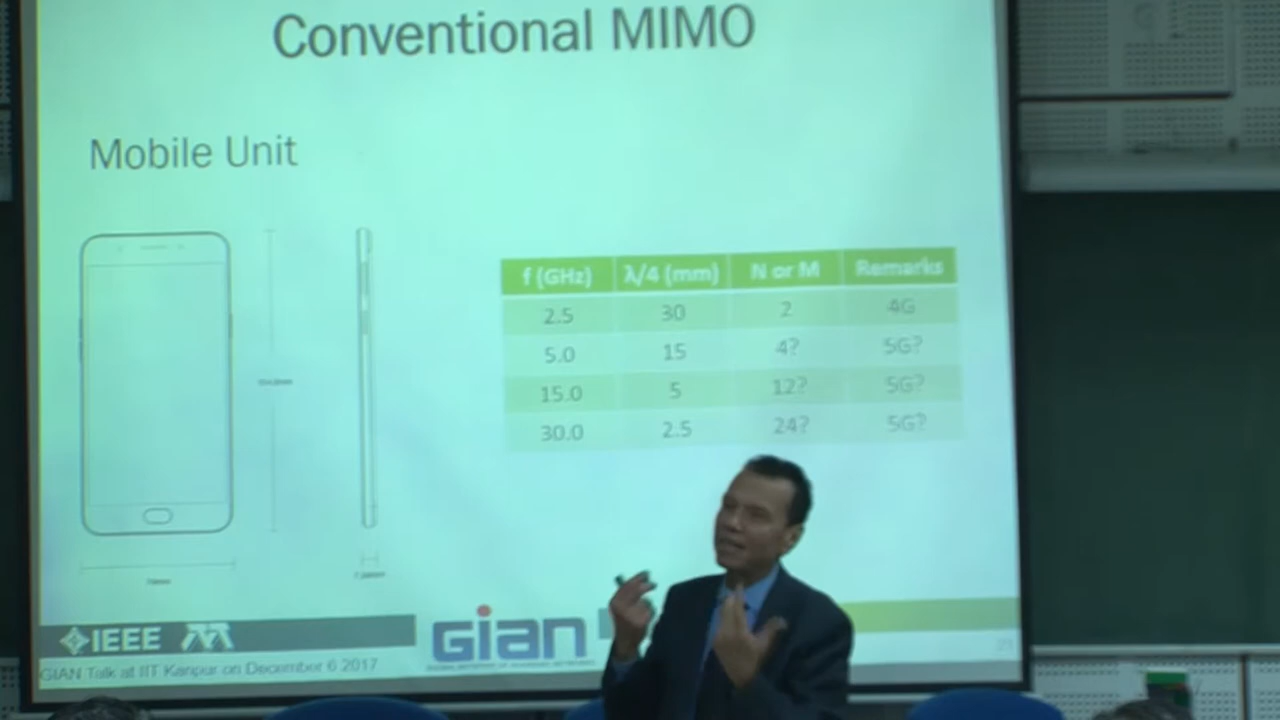 Conventional MIMO
Mobile Unit
f (GHz) λ/4 (mm) N or M Remarks
2.5 30 2 4G
5.0 15 4? 5G?
15.0 5 12? 5G?
30.0 2.5 24? 5G?
IEEE
Gian
GIAN Talk at IIT Kanpur on December 6 2017